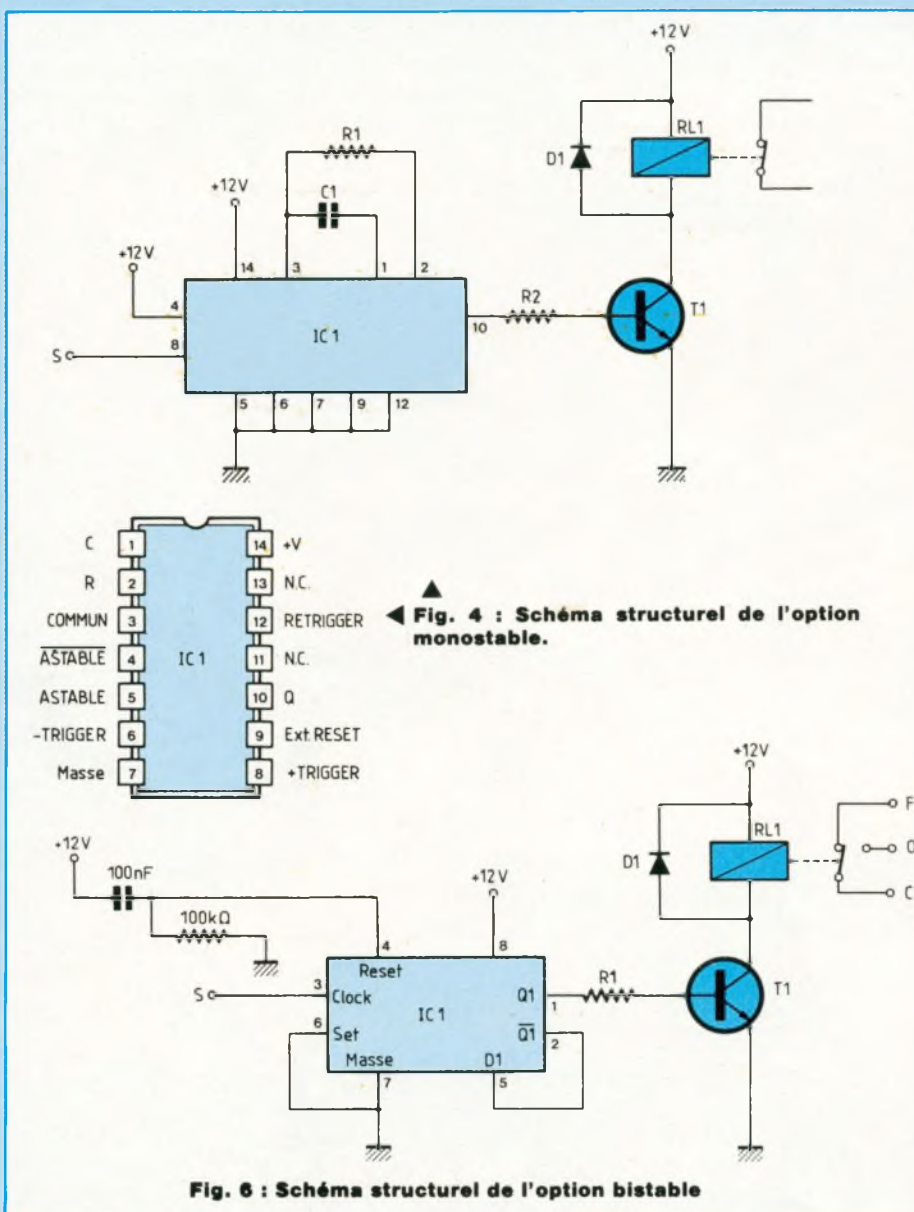 +12V
RL1
D1
T1
R1
C1
+12V
+12V
14
3
1
2
4
8
S
IC 1
10
R2
5
6
7
9
12
C
1
14
+V
R
2
13
N.C.
COMMUN
3
12
RETRIGGER
ASTABLE
4
IC 1
11
N.C.
ASTABLE
5
10
Q
-TRIGGER
6
9
Ext. RESET
Masse
7
8
+TRIGGER
Fig. 4 : Schéma structurel de l'option
monostable.
+12V
100nF
100kΩ
+12V
4
8
Reset
S
3
Clock
IC 1
Q1
1
R1
6
Set
Q1
2
Masse
D1
7
5
+12V
RL1
D1
F
O
C
T1
Fig. 6 : Schéma structurel de l'option bistable